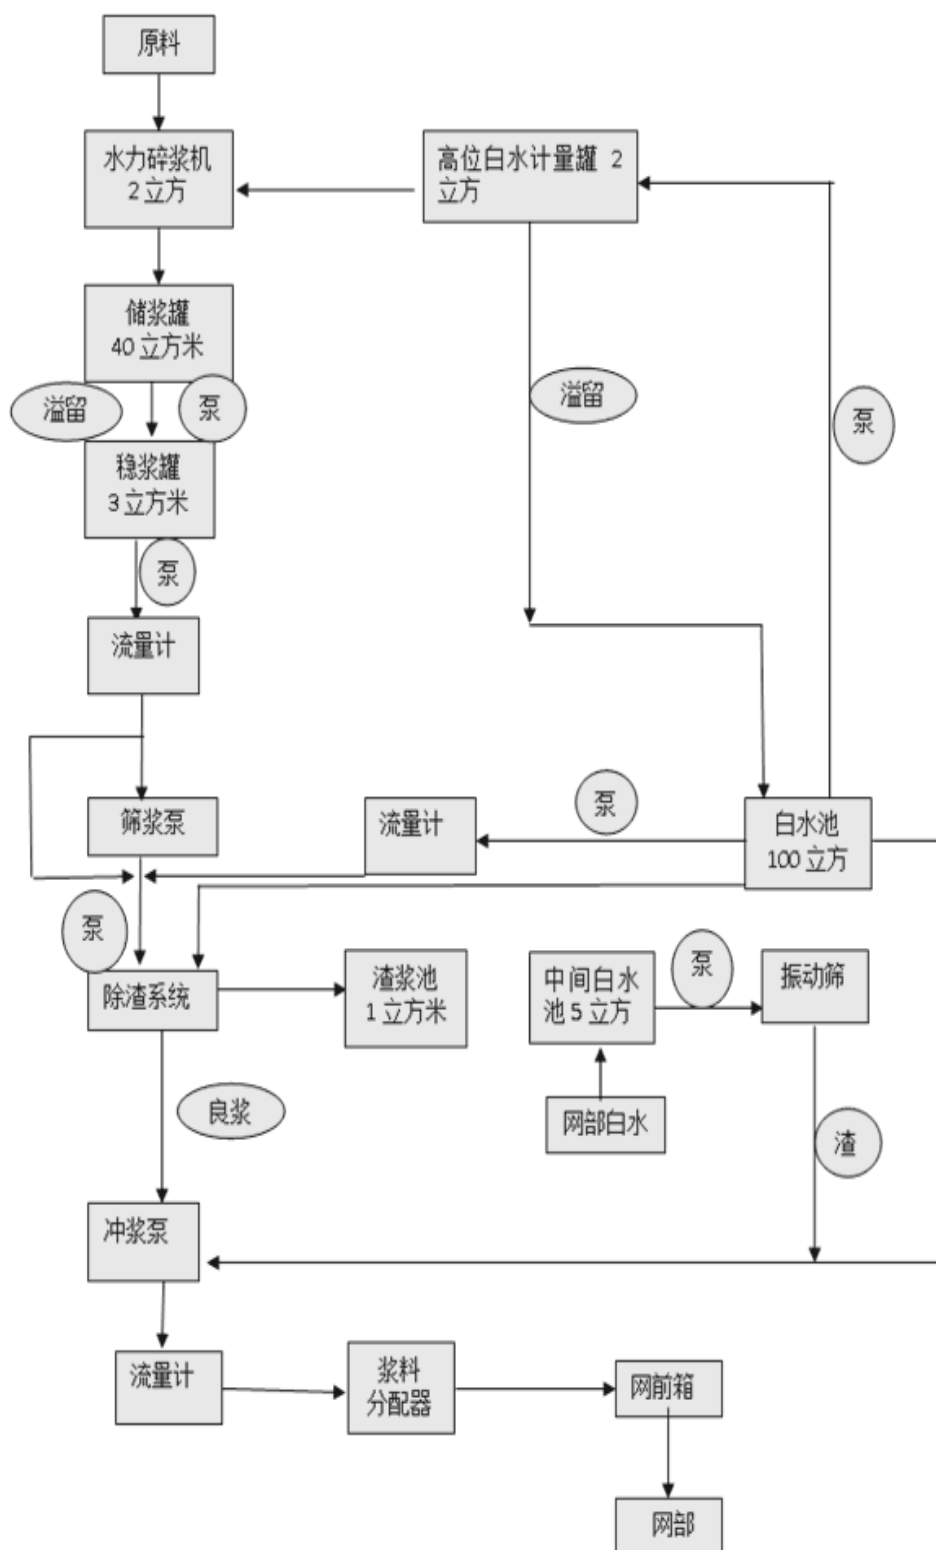 原料
水力碎浆机
2 立方
高位白水计量罐 2
立方
储浆罐
40 立方米
溢留
泵
溢留
泵
稳浆罐
3 立方米
泵
流量计
泵
筛浆泵
流量计
白水池
100 立方
泵
除渣系统
渣浆池
1 立方米
中间白水
池 5 立方
泵
振动筛
良浆
网部白水
渣
冲浆泵
流量计
浆料
分配器
网前箱
网部